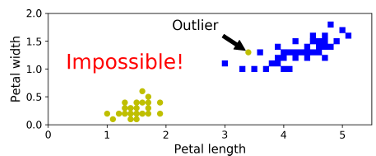 2.0
Outlier
1.5
Impossible!
1.0
Petal width
0.5
0.0
0 1 2 3 4 5
Petal length